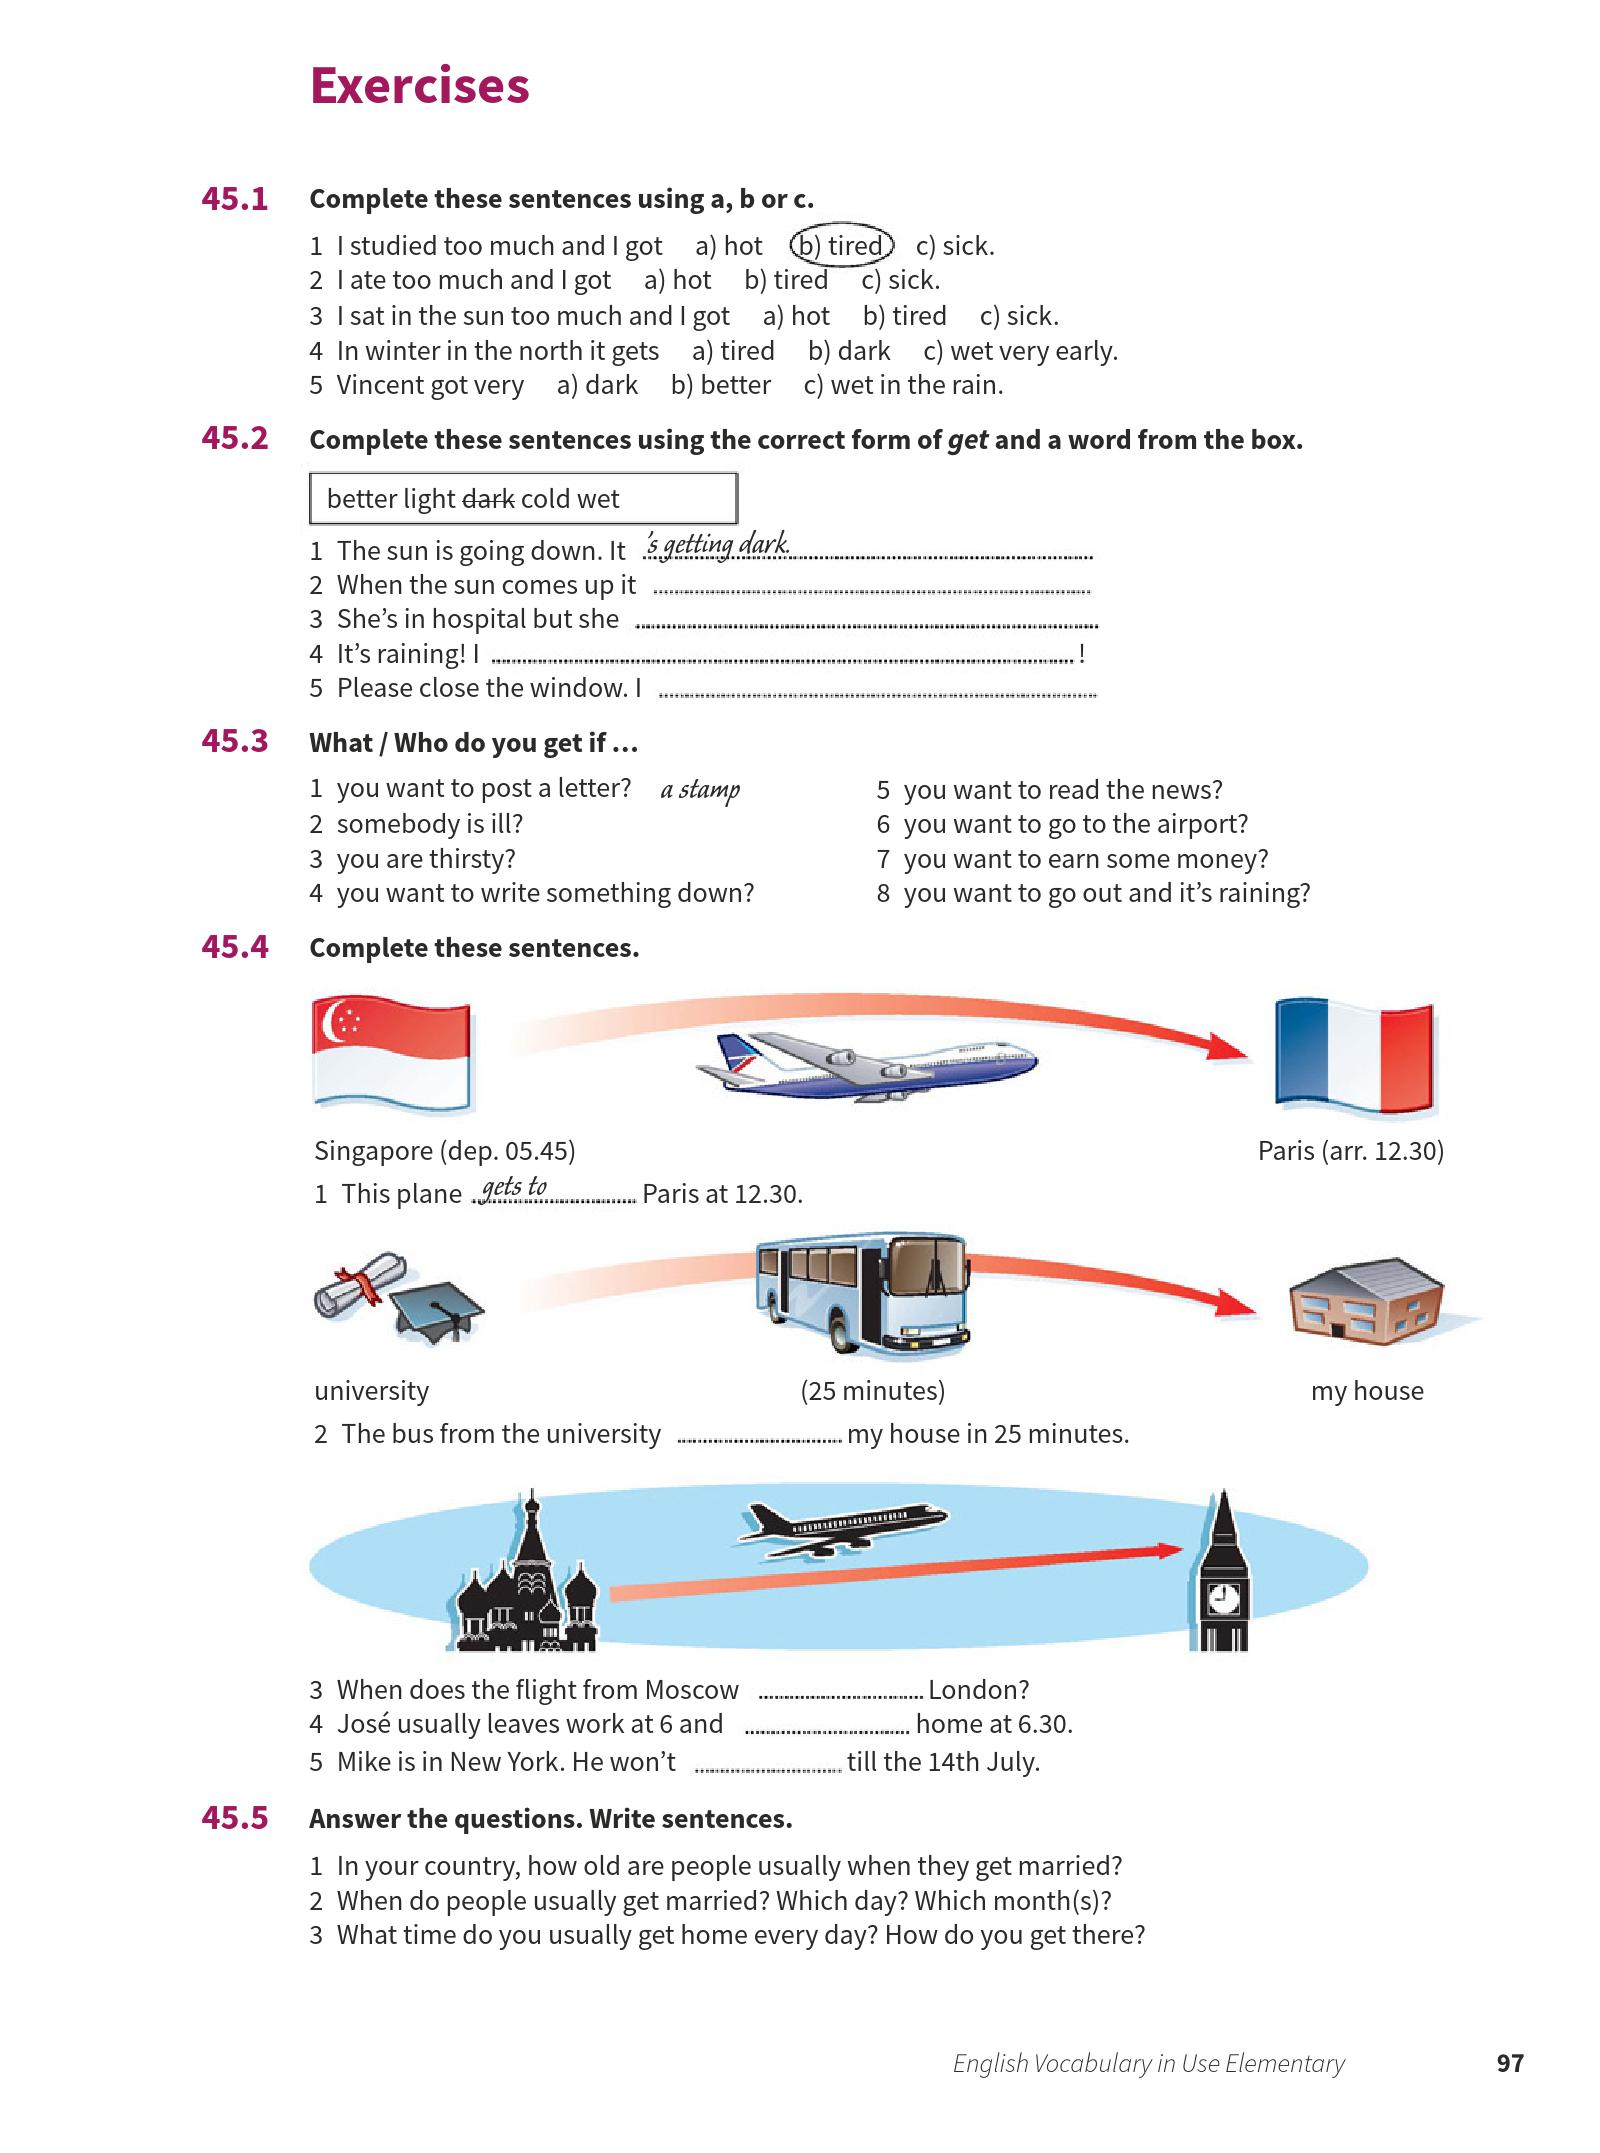 Exercises
45.1 Complete these sentences using a, b or c.
1 I studied too much and I got a) hot b) tired c) sick.
2 I ate too much and I got a) hot b) tired c) sick.
3 I sat in the sun too much and I got a) hot b) tired c) sick.
4 In winter in the north it gets a) tired b) dark c) wet very early.
5 Vincent got very a) dark b) better c) wet in the rain.
45.2 Complete these sentences using the correct form of get and a word from the box.
better light dark cold wet
1 The sun is going down. It 's getting dark.
2 When the sun comes up it
3 She's in hospital but she
4 It's raining! I !
5 Please close the window. I
45.3 What / Who do you get if ...
1 you want to post a letter? a stamp
2 somebody is ill?
3 you are thirsty?
4 you want to write something down?
5 you want to read the news?
6 you want to go to the airport?
7 you want to earn some money?
8 you want to go out and it's raining?
45.4 Complete these sentences.
Singapore (dep. 05.45) Paris (arr. 12.30)
1 This plane gets to Paris at 12.30.
university (25 minutes) my house
2 The bus from the university my house in 25 minutes.
3 When does the flight from Moscow London?
4 José usually leaves work at 6 and home at 6.30.
5 Mike is in New York. He won't till the 14th July.
45.5 Answer the questions. Write sentences.
1 In your country, how old are people usually when they get married?
2 When do people usually get married? Which day? Which month(s)?
3 What time do you usually get home every day? How do you get there?
English Vocabulary in Use Elementary 97